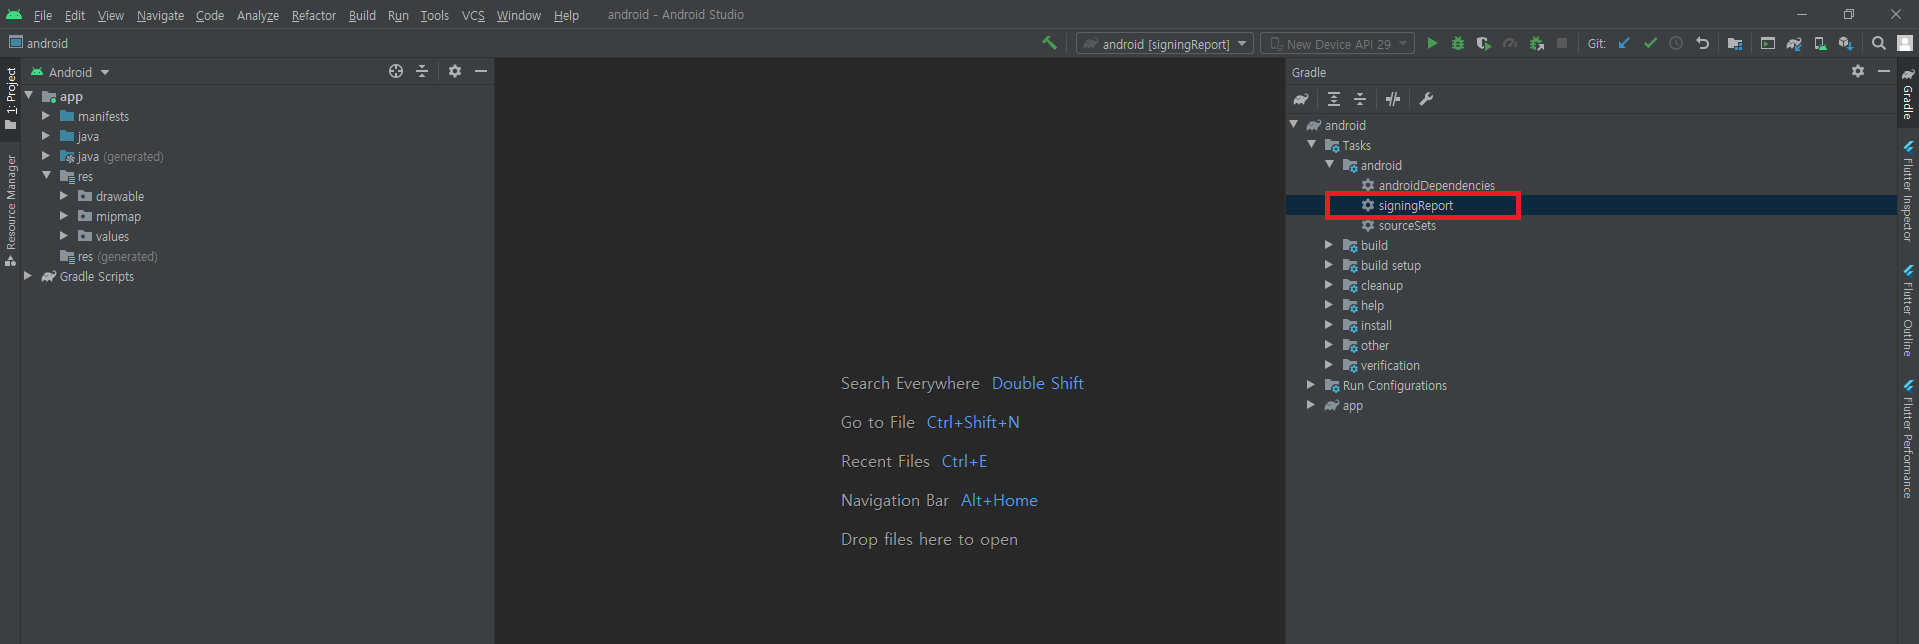 File Edit View Navigate Code Analyze Refactor Build Run Tools VCS Window Help android - Android Studio
android
android [signingReport]
New Device API 29
Git:
1: Project
Resource Manager
Android
app
manifests
java
java (generated)
res
drawable
mipmap
values
res (generated)
Gradle Scripts
Search Everywhere Double Shift
Go to File Ctrl+Shift+N
Recent Files Ctrl+E
Navigation Bar Alt+Home
Drop files here to open
Gradle
android
Tasks
android
androidDependencies
signingReport
sourceSets
build
build setup
cleanup
help
install
other
verification
Run Configurations
app
Gradle
Flutter Inspector
Flutter Outline
Flutter Performance